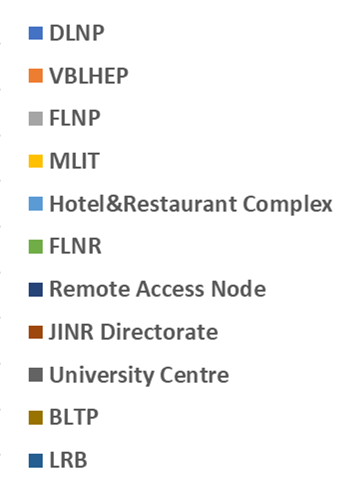 DLNP
VBLHEP
FLNP
MLIT
Hotel&Restaurant Complex
FLNR
Remote Access Node
JINR Directorate
University Centre
BLTP
LRB